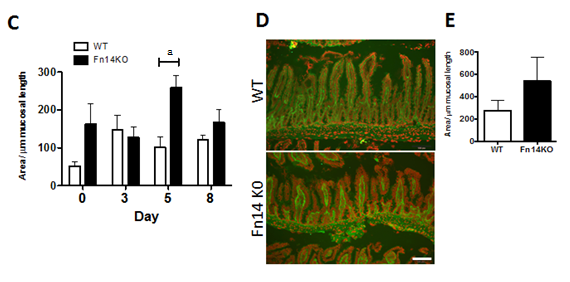 C
WT
Fn14KO
a
Area/ µm mucosal length
300
200
100
0
0 3 5 8
Day
D
WT
Fn14 KO
E
Area/µm mucosal length
800
600
400
200
0
WT Fn14KO